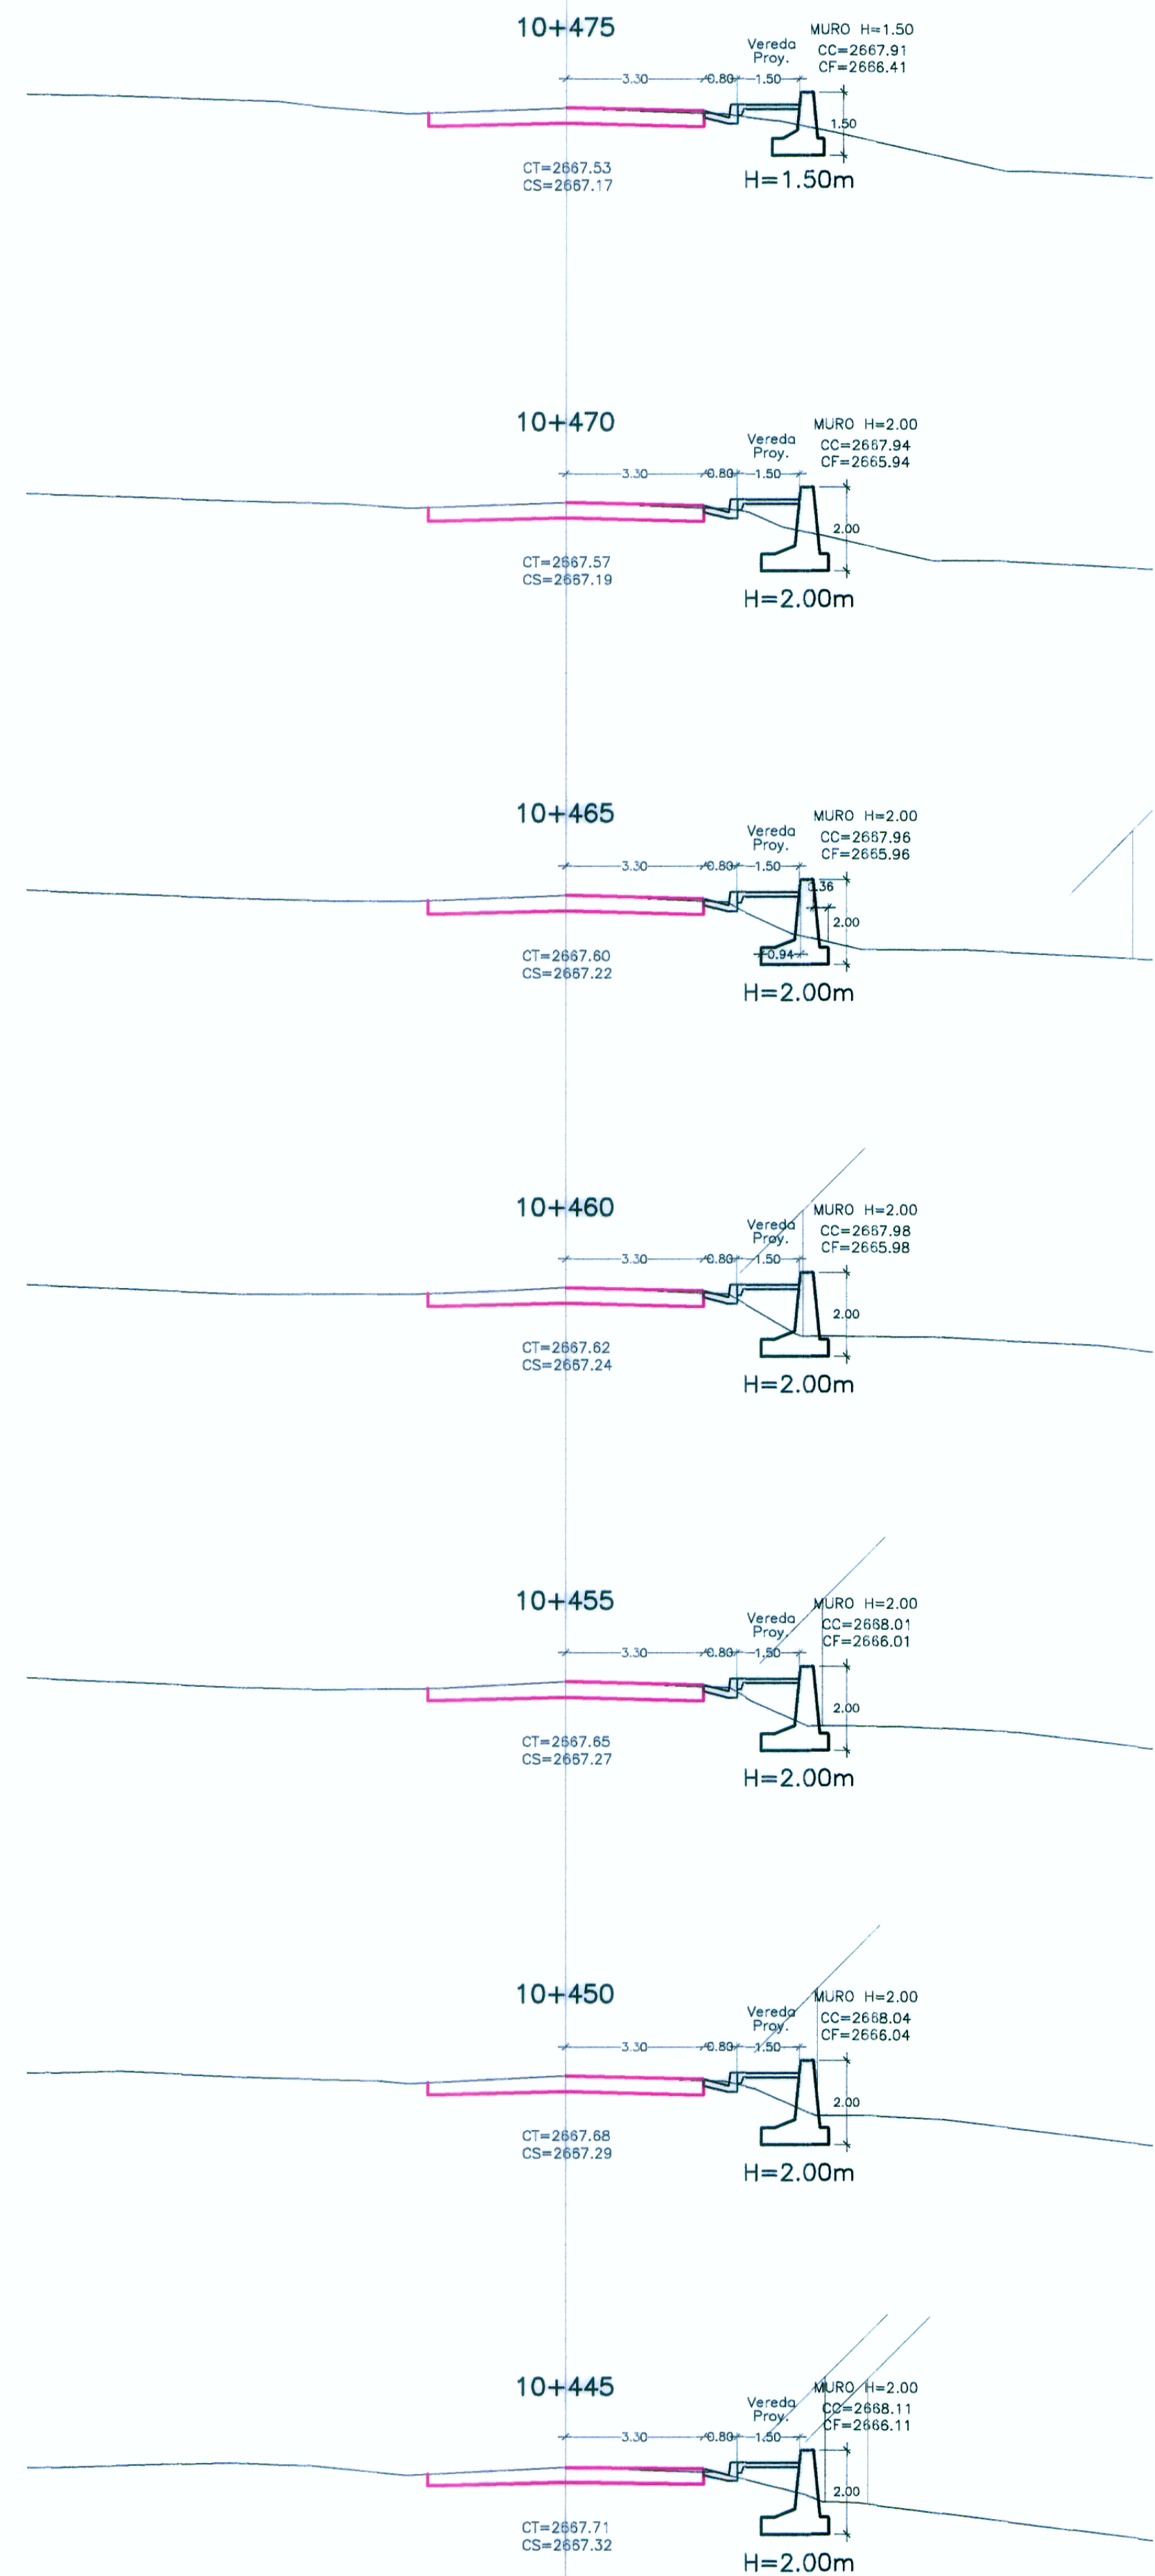 10+475
MURO H=1.50
CC=2667.91
CF=2666.41
Vereda
Proy.
3.30 0.80 1.50
1.50
CT=2667.53
CS=2667.17
H=1.50m
10+470
MURO H=2.00
CC=2667.94
CF=2665.94
Vereda
Proy.
3.30 0.80 1.50
2.00
CT=2667.57
CS=2667.19
H=2.00m
10+465
MURO H=2.00
CC=2667.96
CF=2665.96
Vereda
Proy.
3.30 0.80 1.50
0.36
2.00
0.94
CT=2667.60
CS=2667.22
H=2.00m
10+460
MURO H=2.00
CC=2667.98
CF=2665.98
Vereda
Proy.
3.30 0.80 1.50
2.00
CT=2667.62
CS=2667.24
H=2.00m
10+455
MURO H=2.00
CC=2668.01
CF=2666.01
Vereda
Proy.
3.30 0.80 1.50
2.00
CT=2667.65
CS=2667.27
H=2.00m
10+450
MURO H=2.00
CC=2668.04
CF=2666.04
Vereda
Proy.
3.30 0.80 1.50
2.00
CT=2667.68
CS=2667.29
H=2.00m
10+445
MURO H=2.00
CC=2668.11
CF=2666.11
Vereda
Proy.
3.30 0.80 1.50
2.00
CT=2667.71
CS=2667.32
H=2.00m